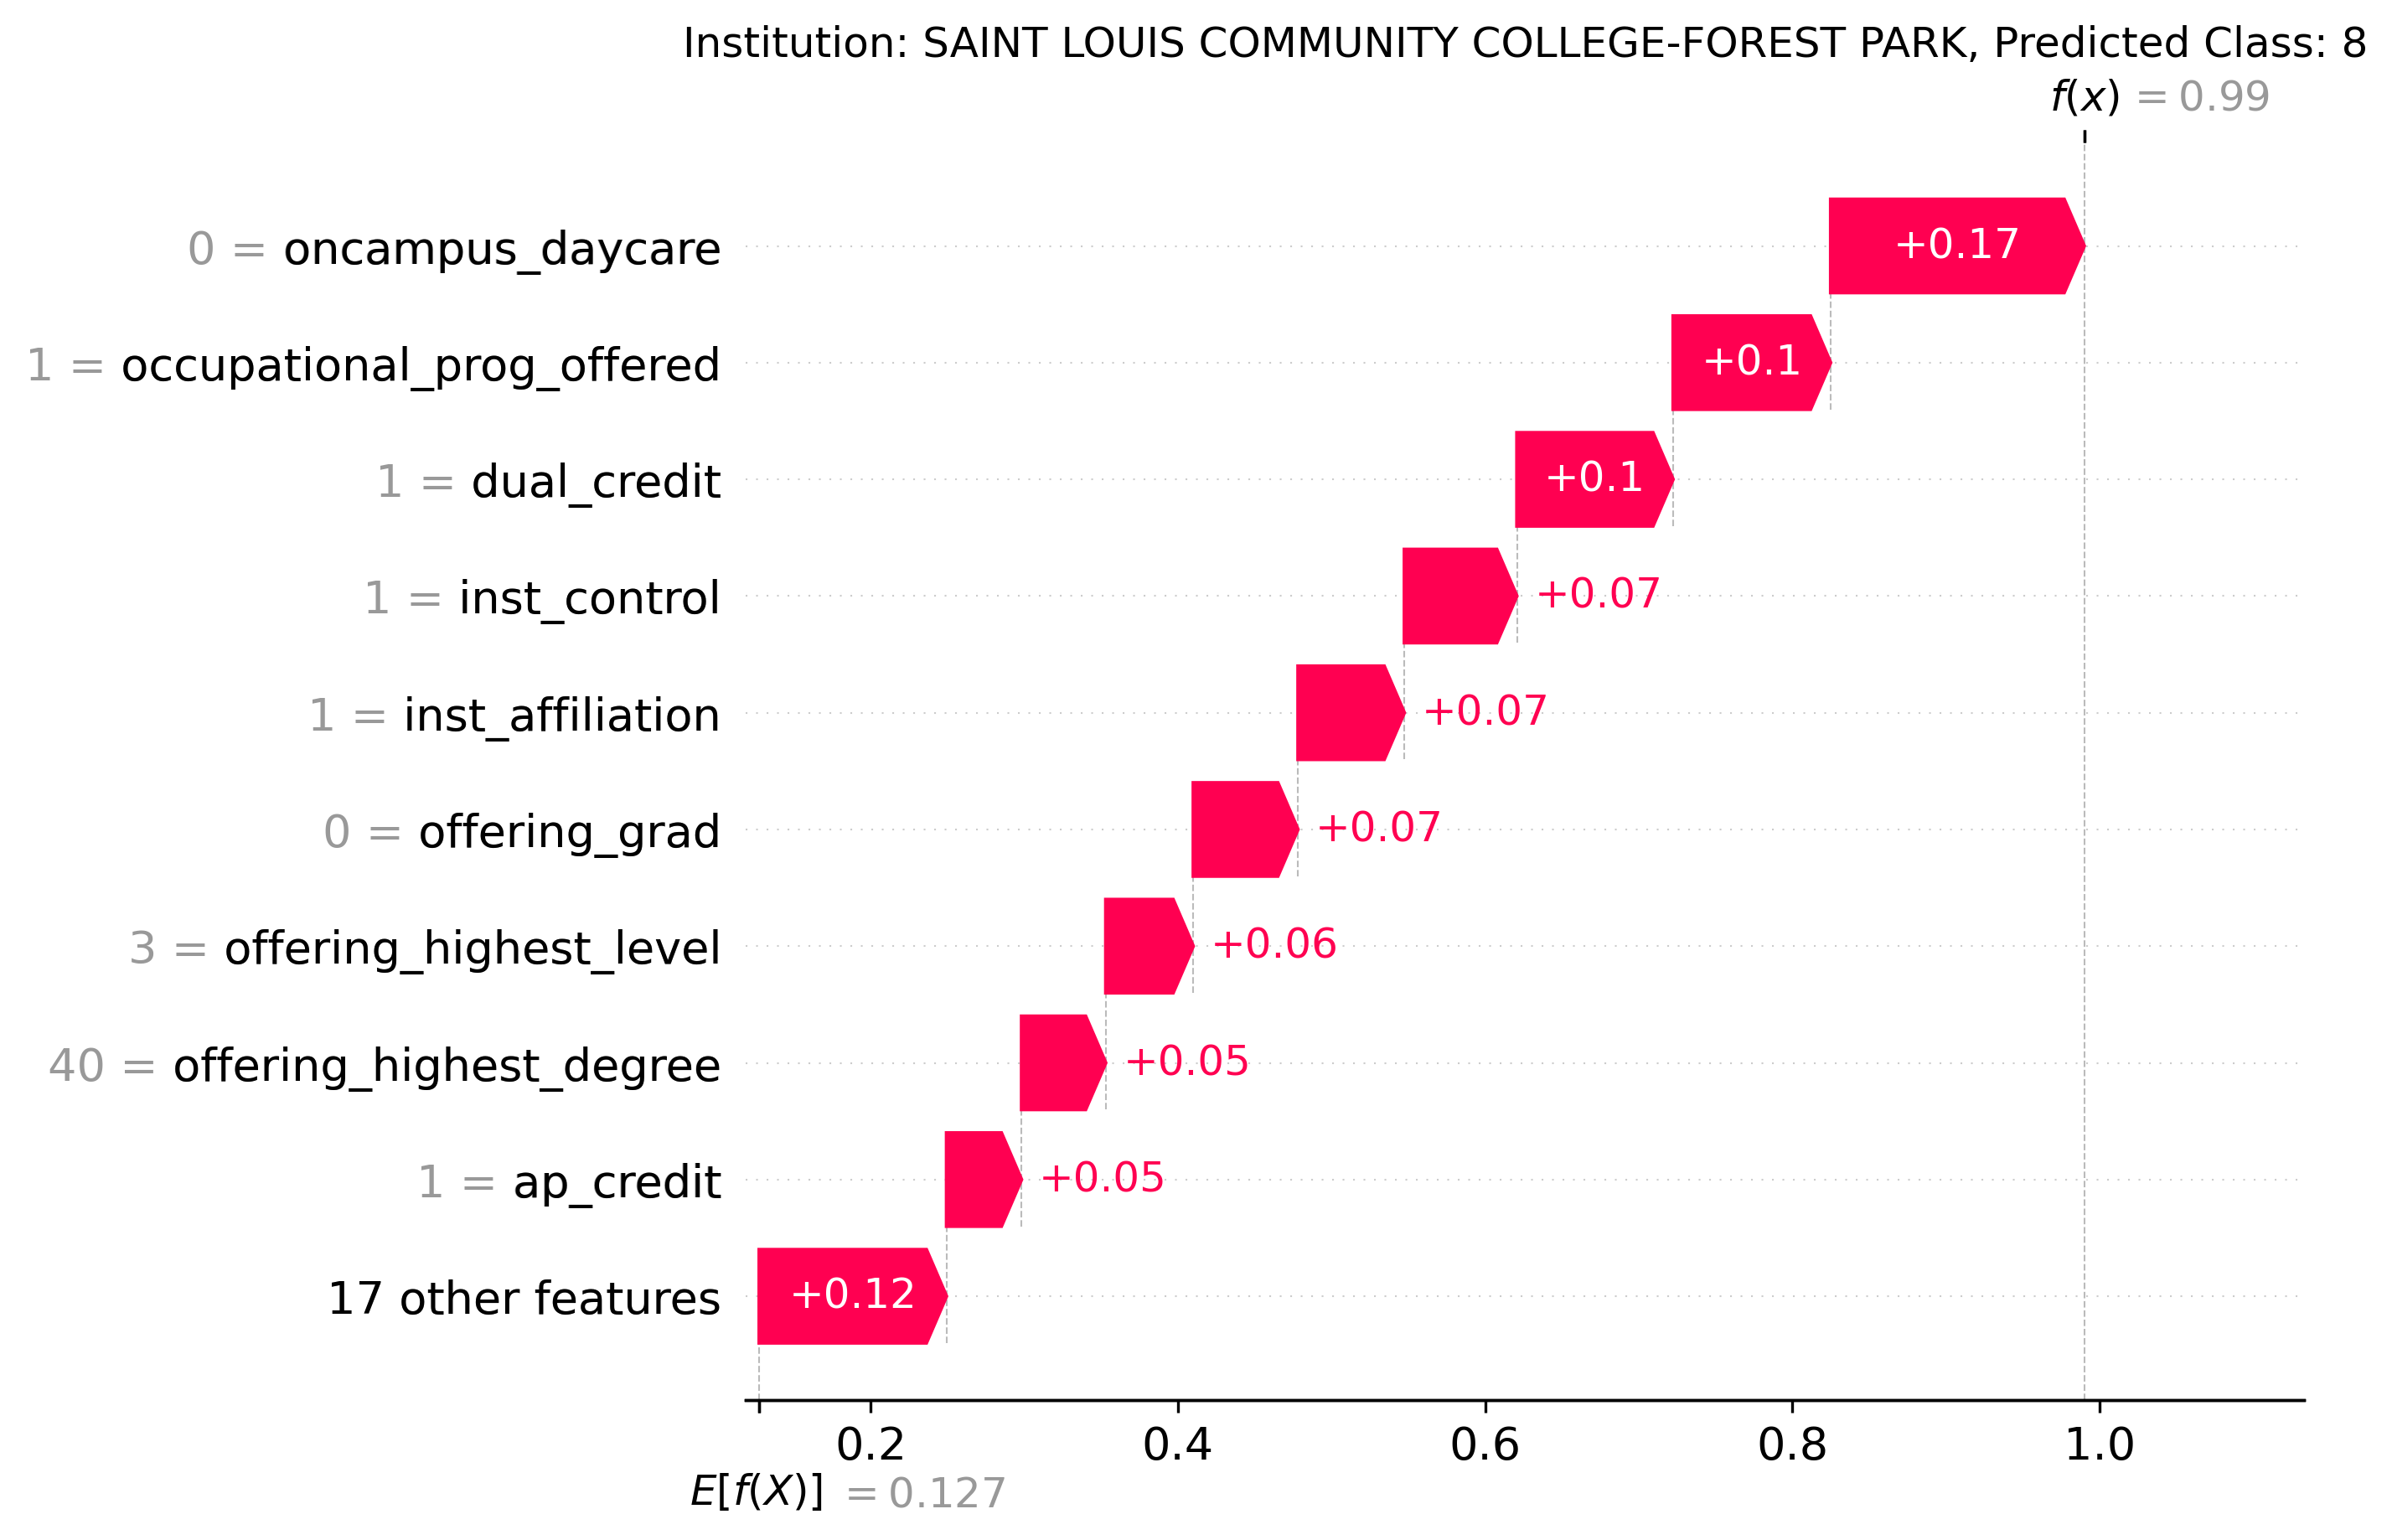 Institution: SAINT LOUIS COMMUNITY COLLEGE-FOREST PARK, Predicted Class: 8
f(x) = 0.99
0 = oncampus_daycare +0.17
1 = occupational_prog_offered +0.1
1 = dual_credit +0.1
1 = inst_control +0.07
1 = inst_affiliation +0.07
0 = offering_grad +0.07
3 = offering_highest_level +0.06
40 = offering_highest_degree +0.05
1 = ap_credit +0.05
17 other features +0.12
0.2 0.4 0.6 0.8 1.0
E[f(X)] = 0.127